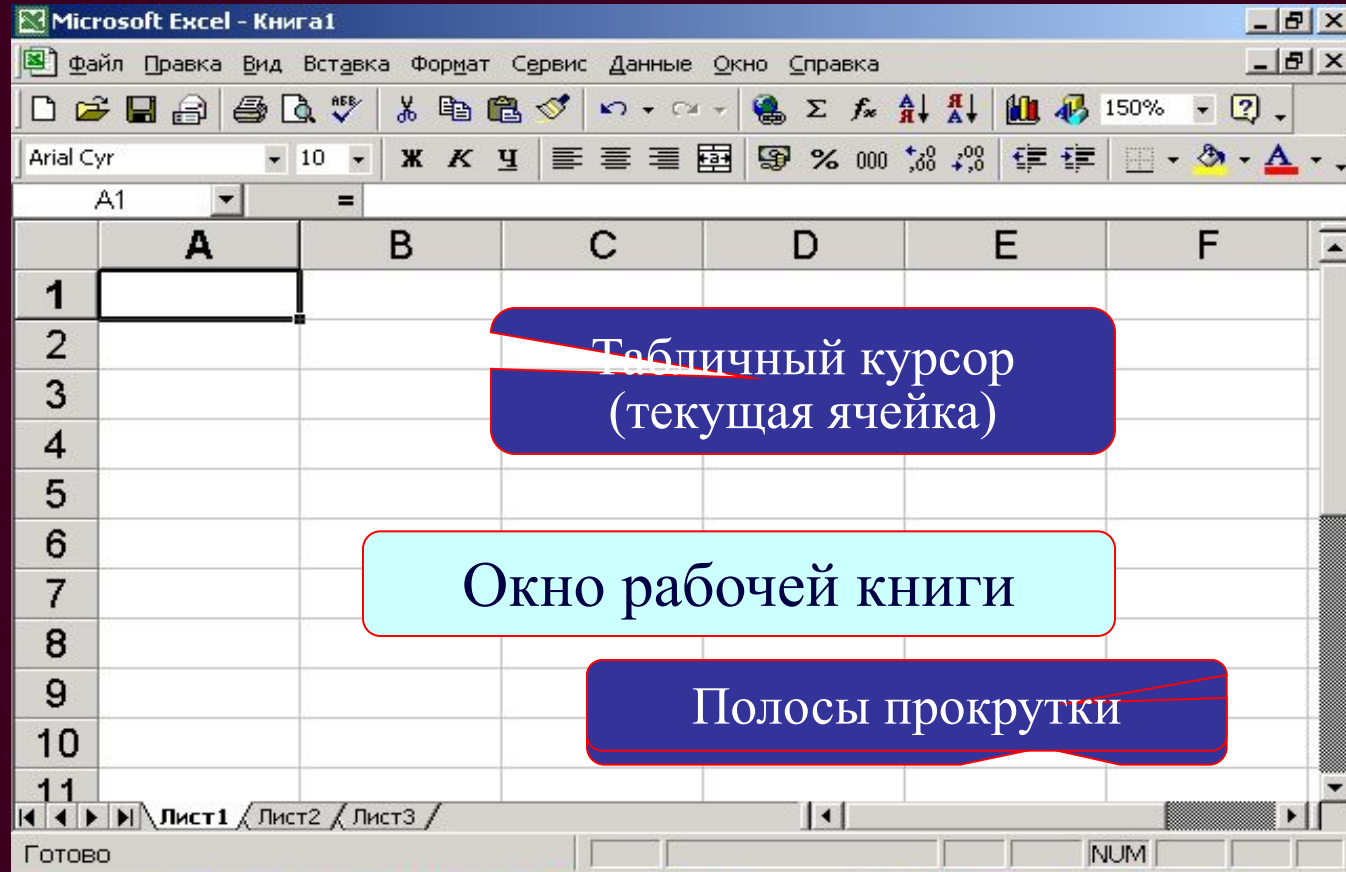 Microsoft Excel - Книга1
Файл Правка Вид Вставка Формат Сервис Данные Окно Справка
150%
Arial Cyr 10 Ж К Ч % 000
A1 =
A B C D E F
1
2
Табличный курсор
3
(текущая ячейка)
4
5
6
Окно рабочей книги
7
8
9
Полосы прокрутки
10
11
Лист1 Лист2 Лист3
Готово NUM